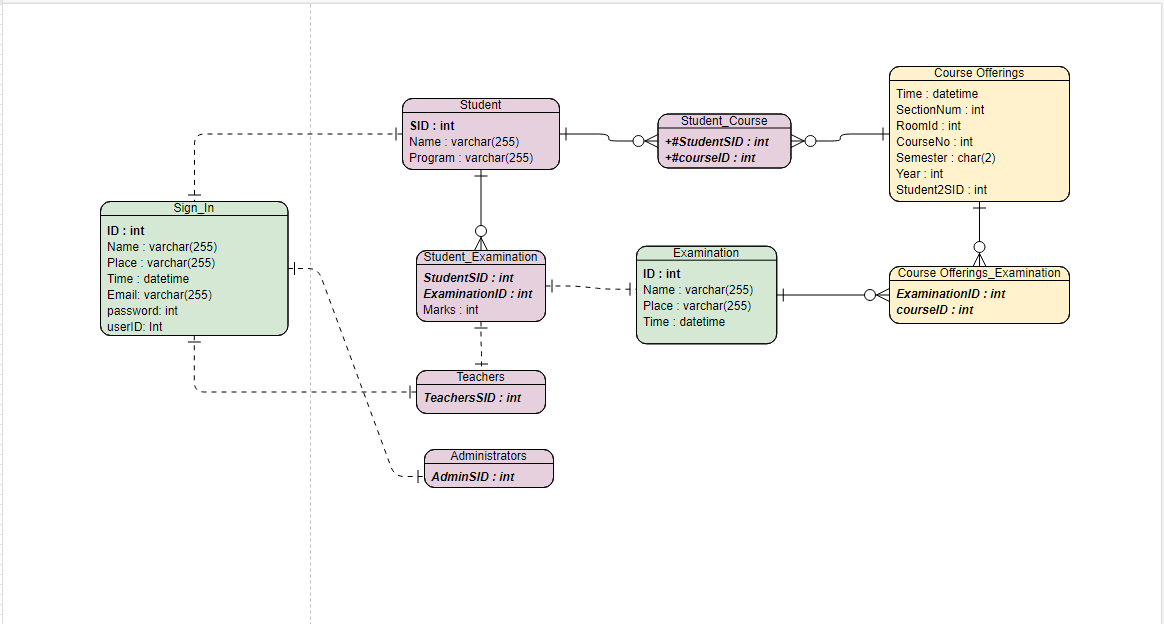 Student
SID : int
Name : varchar(255)
Program : varchar(255)
Student_Course
+#StudentSID : int
+#courseID : int
Course Offerings
Time : datetime
SectionNum : int
RoomId : int
CourseNo : int
Semester : char(2)
Year : int
Student2SID : int
Sign_In
ID : int
Name : varchar(255)
Place : varchar(255)
Time : datetime
Email: varchar(255)
password: int
userID: Int
Student_Examination
StudentSID : int
ExaminationID : int
Marks : int
Examination
ID : int
Name : varchar(255)
Place : varchar(255)
Time : datetime
Course Offerings_Examination
ExaminationID : int
courseID : int
Teachers
TeachersSID : int
Administrators
AdminSID : int